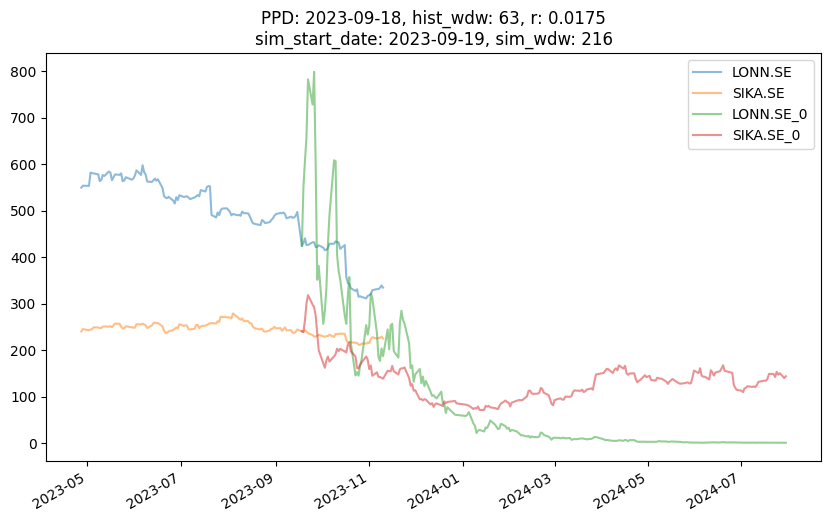 PPD: 2023-09-18, hist_wdw: 63, r: 0.0175
sim_start_date: 2023-09-19, sim_wdw: 216
LONN.SE
SIKA.SE
LONN.SE_0
SIKA.SE_0
800
700
600
500
400
300
200
100
0
2023-05
2023-07
2023-09
2023-11
2024-01
2024-03
2024-05
2024-07